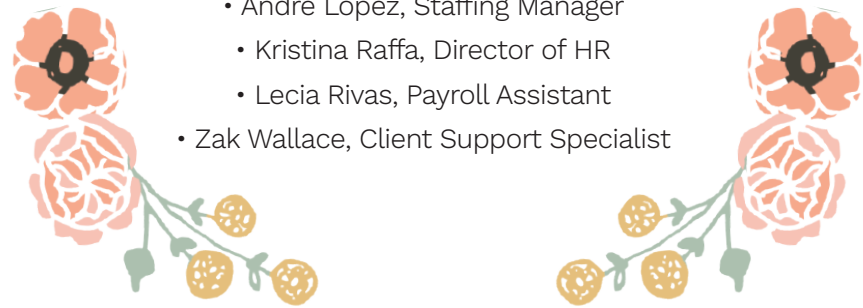 • Andre Lopez, Staffing Manager
• Kristina Raffa, Director of HR
• Lecia Rivas, Payroll Assistant
• Zak Wallace, Client Support Specialist